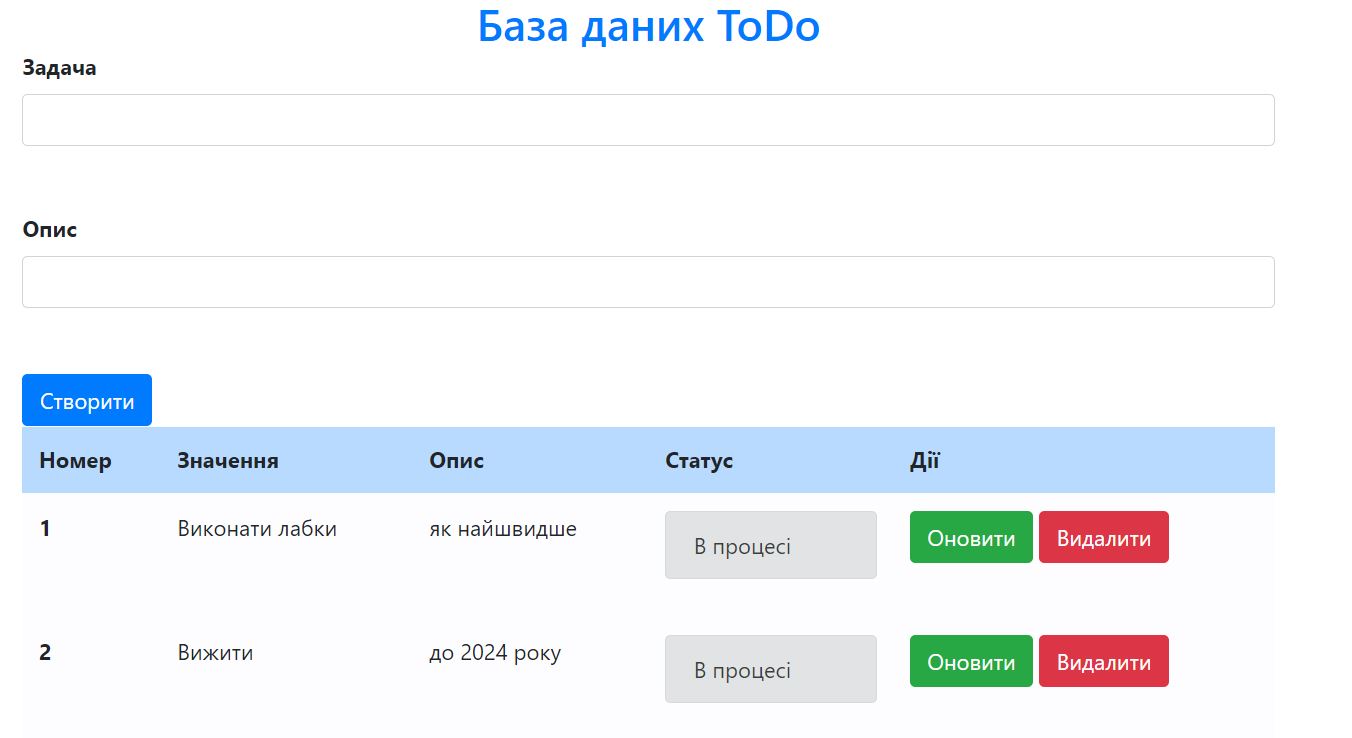 База даних ToDo
Задача
Опис
Створити
Номер Значення Опис Статус Дії
1 Виконати лабки як найшвидше В процесі Оновити Видалити
2 Вижити до 2024 року В процесі Оновити Видалити